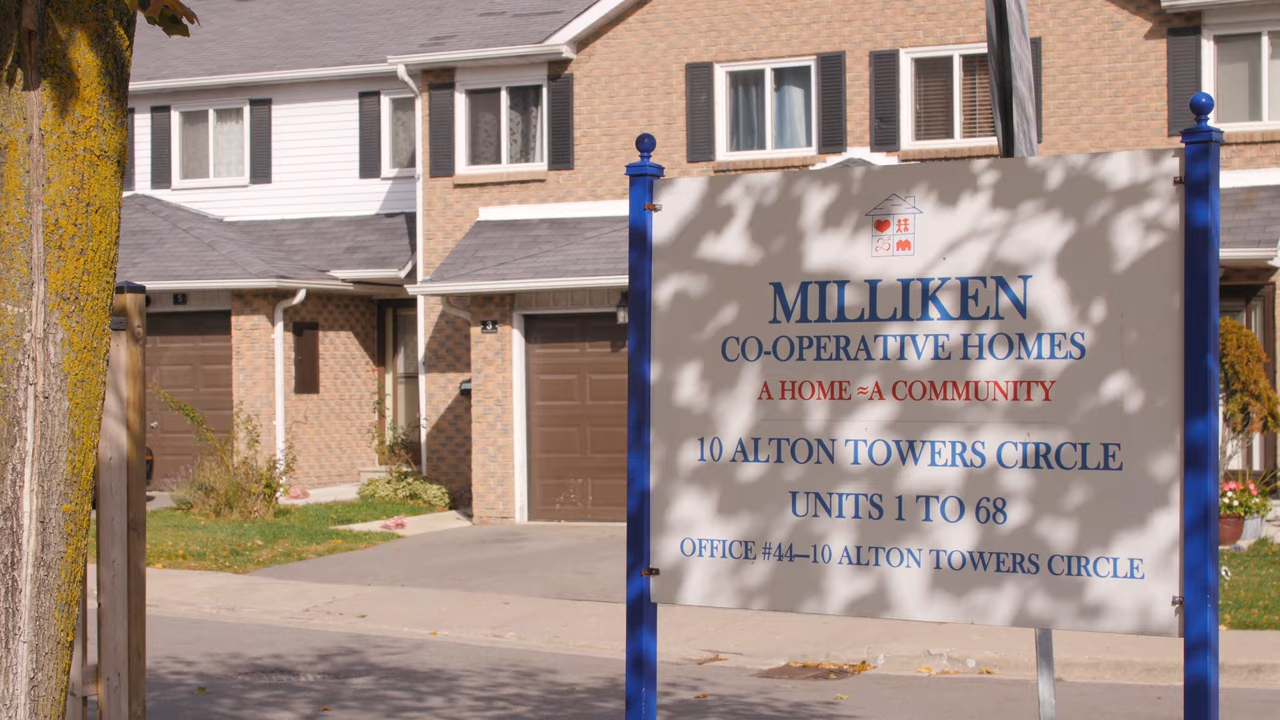 MILLIKEN
CO-OPERATIVE HOMES
A HOME ≈A COMMUNITY
10 ALTON TOWERS CIRCLE
UNITS 1 TO 68
OFFICE #44—10 ALTON TOWERS CIRCLE
3